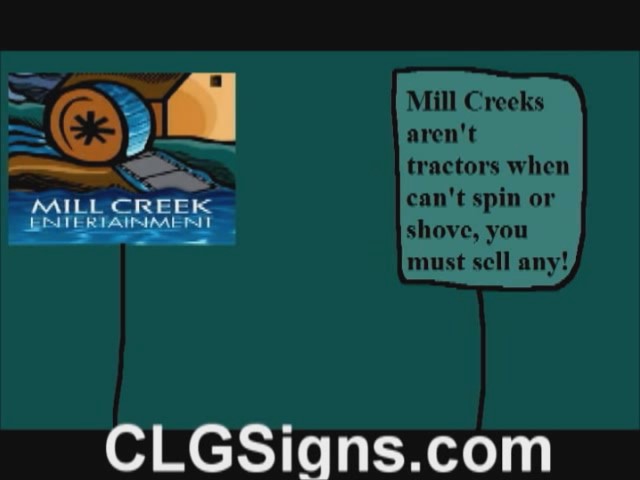 MILL CREEK
ENTERTAINMENT
Mill Creeks
aren't
tractors when
can't spin or
shove, you
must sell any!
CLGSigns.com